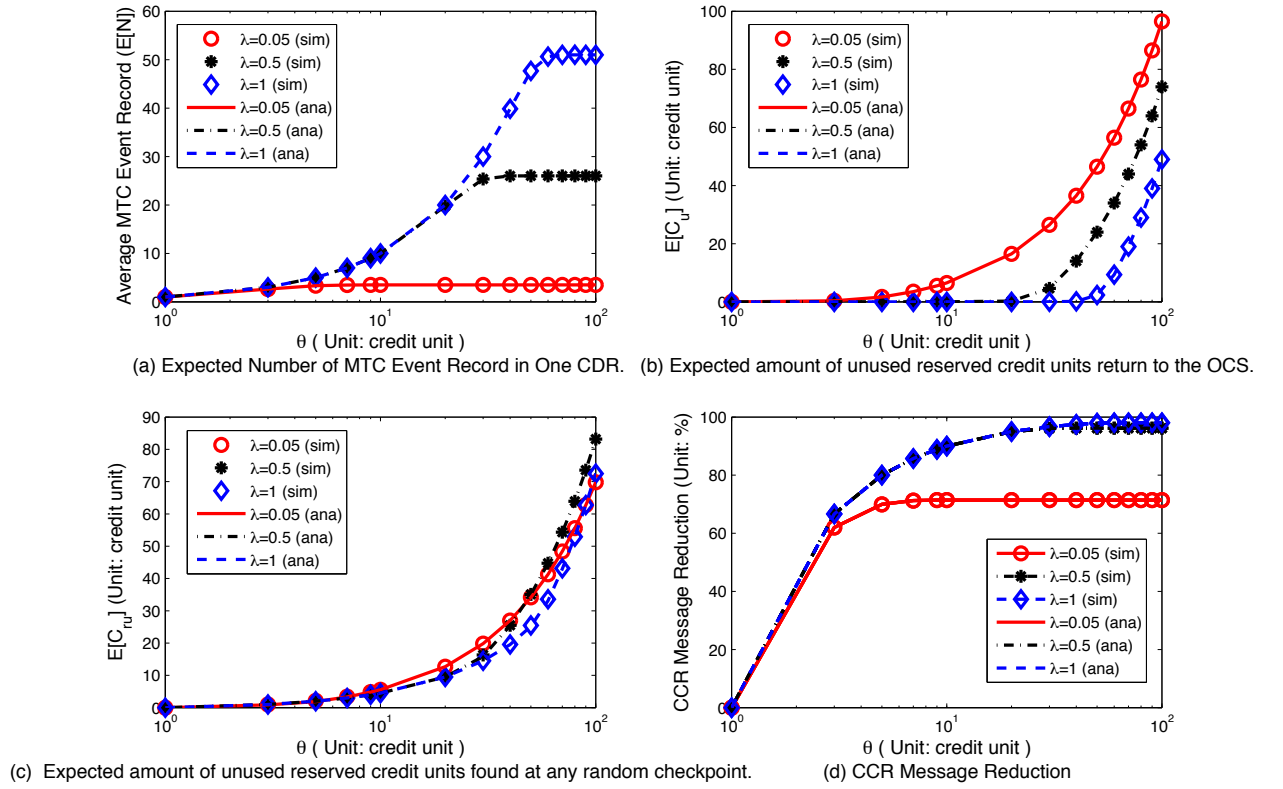 Average MTC Event Record (E[N])
60
50
40
30
20
10
0
λ=0.05 (sim)
λ=0.5 (sim)
λ=1 (sim)
λ=0.05 (ana)
λ=0.5 (ana)
λ=1 (ana)
10^0
10^1
10^2
θ ( Unit: credit unit )
(a) Expected Number of MTC Event Record in One CDR.
E[C_u] (Unit: credit unit)
100
80
60
40
20
0
λ=0.05 (sim)
λ=0.5 (sim)
λ=1 (sim)
λ=0.05 (ana)
λ=0.5 (ana)
λ=1 (ana)
10^0
10^1
10^2
θ ( Unit: credit unit )
(b) Expected amount of unused reserved credit units return to the OCS.
E[C_ru] (Unit: credit unit)
90
80
70
60
50
40
30
20
10
0
λ=0.05 (sim)
λ=0.5 (sim)
λ=1 (sim)
λ=0.05 (ana)
λ=0.5 (ana)
λ=1 (ana)
10^0
10^1
10^2
θ ( Unit: credit unit )
(c) Expected amount of unused reserved credit units found at any random checkpoint.
CCR Message Reduction (Unit: %)
100
80
60
40
20
0
λ=0.05 (sim)
λ=0.5 (sim)
λ=1 (sim)
λ=0.05 (ana)
λ=0.5 (ana)
λ=1 (ana)
10^0
10^1
10^2
θ ( Unit: credit unit )
(d) CCR Message Reduction